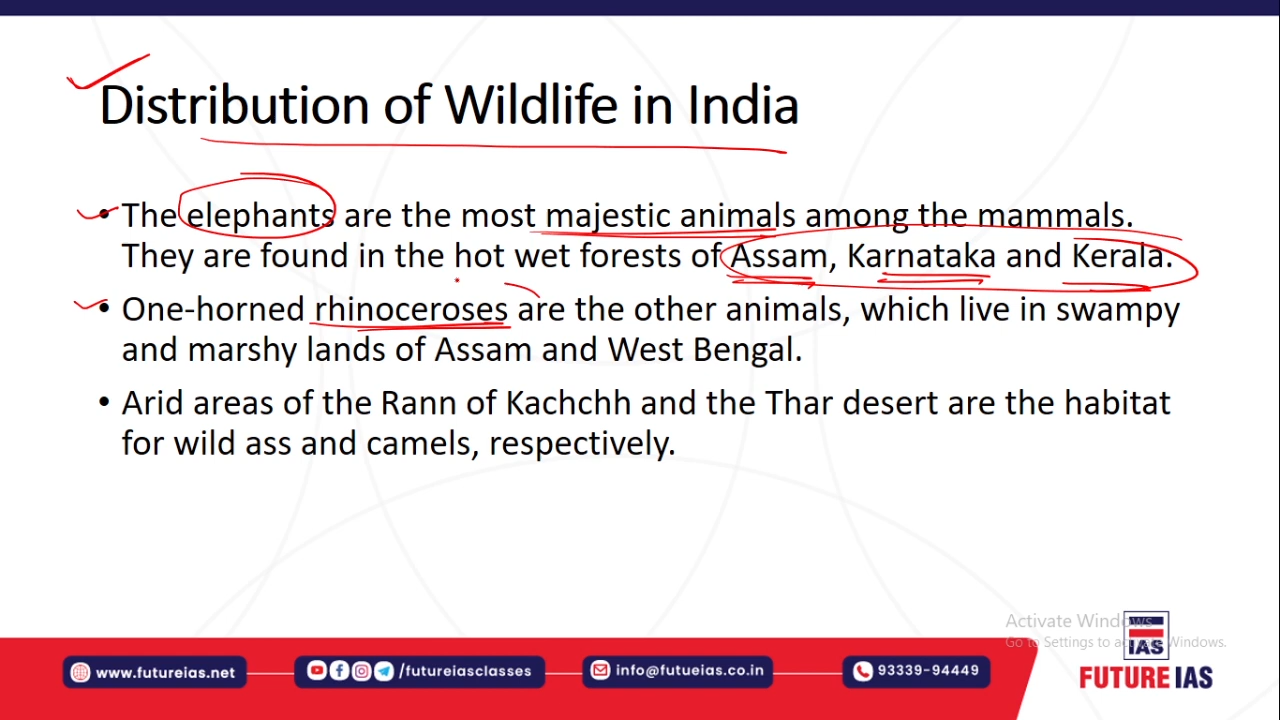 Distribution of Wildlife in India
• The elephants are the most majestic animals among the mammals.
They are found in the hot wet forests of Assam, Karnataka and Kerala.
• One-horned rhinoceroses are the other animals, which live in swampy
and marshy lands of Assam and West Bengal.
• Arid areas of the Rann of Kachchh and the Thar desert are the habitat
for wild ass and camels, respectively.
Activate Windows
Go to Settings to activate Windows.
IAS
www.futureias.net
/futureiasclasses
info@futueias.co.in
93339-94449
FUTURE IAS